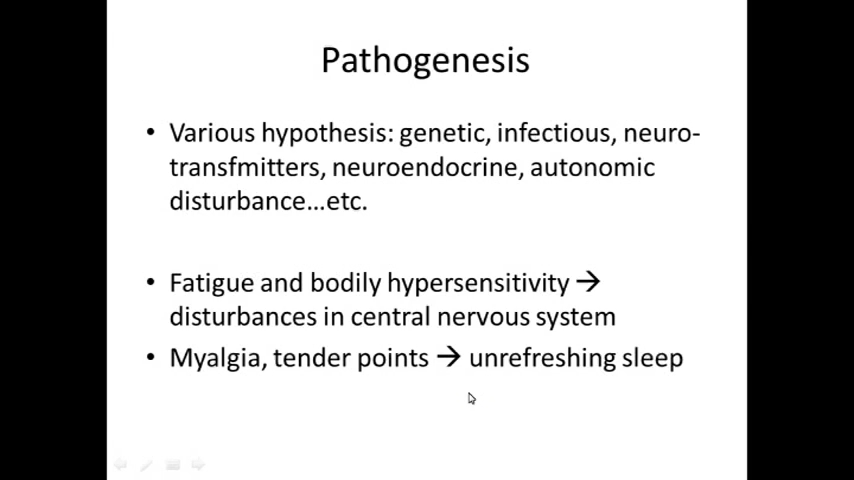 Pathogenesis
• Various hypothesis: genetic, infectious, neuro-
transfmitters, neuroendocrine, autonomic
disturbance...etc.
• Fatigue and bodily hypersensitivity →
disturbances in central nervous system
• Myalgia, tender points → unrefreshing sleep